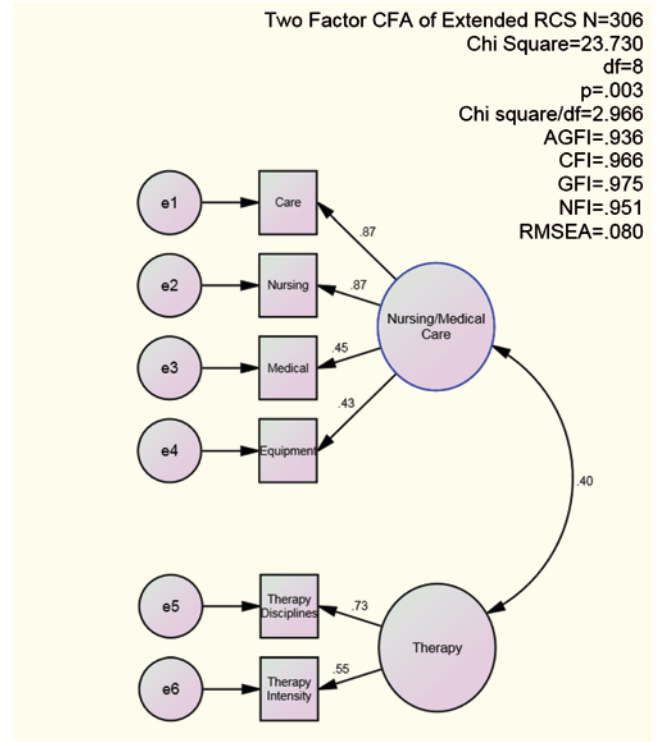 Two Factor CFA of Extended RCS N=306
Chi Square=23.730
df=8
p=.003
Chi square/df=2.966
AGFI=.936
CFI=.966
GFI=.975
NFI=.951
RMSEA=.080
e1
Care
.87
e2
Nursing
.87
Nursing/Medical
Care
e3
Medical
.45
e4
Equipment
.43
.40
e5
Therapy
Disciplines
.73
Therapy
e6
Therapy
Intensity
.55